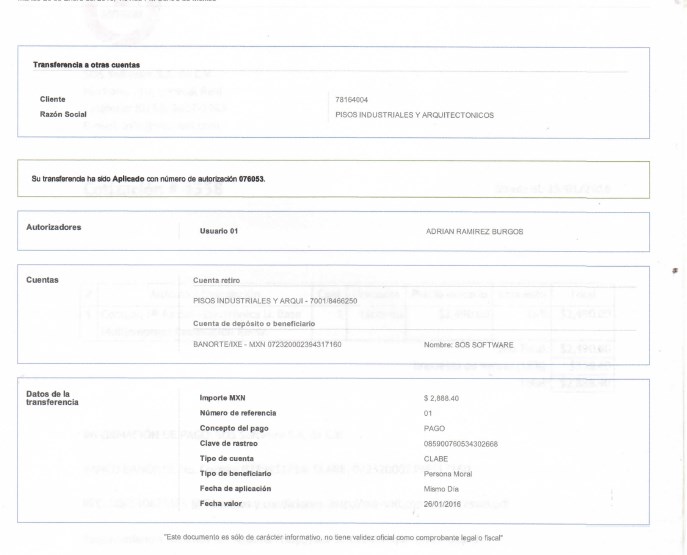 Transferencia a otras cuentas
Cliente 78164004
Razón Social PISOS INDUSTRIALES Y ARQUITECTONICOS
Su transferencia ha sido Aplicado con número de autorización 076053.
Autorizadores Usuario 01 ADRIAN RAMIREZ BURGOS
Cuentas Cuenta retiro
PISOS INDUSTRIALES Y ARQUI - 7001/8466250
Cuenta de depósito o beneficiario
BANORTE/IXE - MXN 072320002394317160 Nombre: SOS SOFTWARE
Datos de la
transferencia
Importe MXN $ 2,888.40
Número de referencia 01
Concepto del pago PAGO
Clave de rastreo 085900760534302668
Tipo de cuenta CLABE
Tipo de beneficiario Persona Moral
Fecha de aplicación Mismo Día
Fecha valor 26/01/2016
"Este documento es sólo de carácter informativo, no tiene validez oficial como comprobante legal o fiscal"